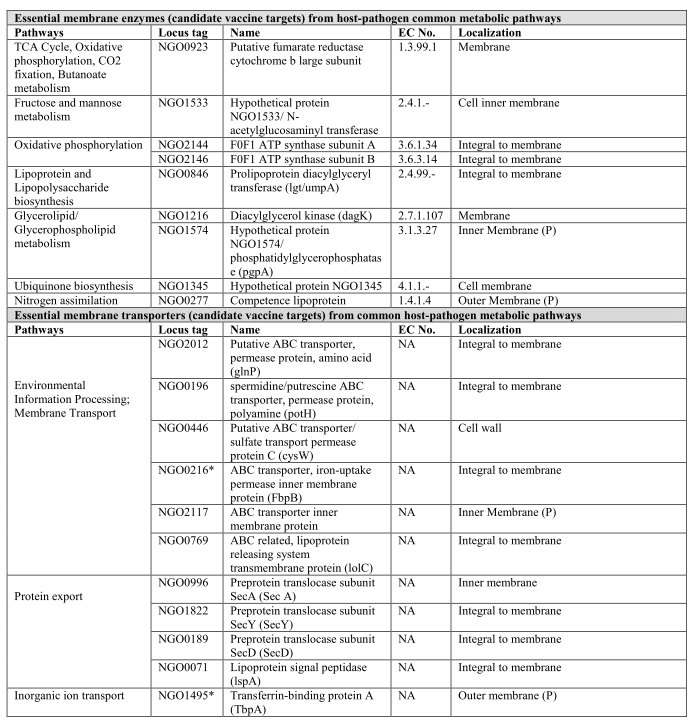 Essential membrane enzymes (candidate vaccine targets) from host-pathogen common metabolic pathways
Pathways Locus tag Name EC No. Localization
TCA Cycle, Oxidative phosphorylation, CO2 fixation, Butanoate metabolism NGO0923 Putative fumarate reductase cytochrome b large subunit 1.3.99.1 Membrane
Fructose and mannose metabolism NGO1533 Hypothetical protein NGO1533/ N-acetylglucosaminyl transferase 2.4.1.- Cell inner membrane
Oxidative phosphorylation NGO2144 F0F1 ATP synthase subunit A 3.6.1.34 Integral to membrane
NGO2146 F0F1 ATP synthase subunit B 3.6.3.14 Integral to membrane
Lipoprotein and Lipopolysaccharide biosynthesis NGO0846 Prolipoprotein diacylglyceryl transferase (lgt/umpA) 2.4.99.- Integral to membrane
Glycerolipid/ Glycerophospholipid metabolism NGO1216 Diacylglycerol kinase (dagK) 2.7.1.107 Membrane
NGO1574 Hypothetical protein NGO1574/ phosphatidylglycerophosphatase (pgpA) 3.1.3.27 Inner Membrane (P)
Ubiquinone biosynthesis NGO1345 Hypothetical protein NGO1345 4.1.1.- Cell membrane
Nitrogen assimilation NGO0277 Competence lipoprotein 1.4.1.4 Outer Membrane (P)
Essential membrane transporters (candidate vaccine targets) from common host-pathogen metabolic pathways
Pathways Locus tag Name EC No. Localization
Environmental Information Processing; Membrane Transport NGO2012 Putative ABC transporter, permease protein, amino acid (glnP) NA Integral to membrane
NGO0196 spermidine/putrescine ABC transporter, permease protein, polyamine (potH) NA Integral to membrane
NGO0446 Putative ABC transporter/ sulfate transport permease protein C (cysW) NA Cell wall
NGO0216* ABC transporter, iron-uptake permease inner membrane protein (FbpB) NA Integral to membrane
NGO2117 ABC transporter inner membrane protein NA Inner Membrane (P)
NGO0769 ABC related, lipoprotein releasing system transmembrane protein (lolC) NA Integral to membrane
Protein export NGO0996 Preprotein translocase subunit SecA (Sec A) NA Inner membrane
NGO1822 Preprotein translocase subunit SecY (SecY) NA Integral to membrane
NGO0189 Preprotein translocase subunit SecD (SecD) NA Integral to membrane
NGO0071 Lipoprotein signal peptidase (lspA) NA Integral to membrane
Inorganic ion transport NGO1495* Transferrin-binding protein A (TbpA) NA Outer membrane (P)